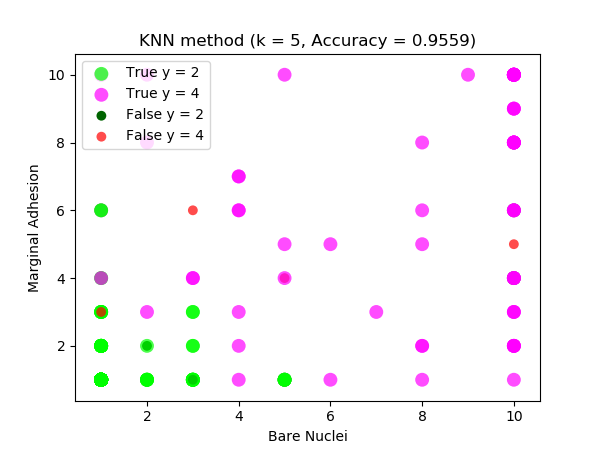 KNN method (k = 5, Accuracy = 0.9559)
True y = 2
True y = 4
False y = 2
False y = 4
Marginal Adhesion
10
8
6
4
2
2 4 6 8 10
Bare Nuclei